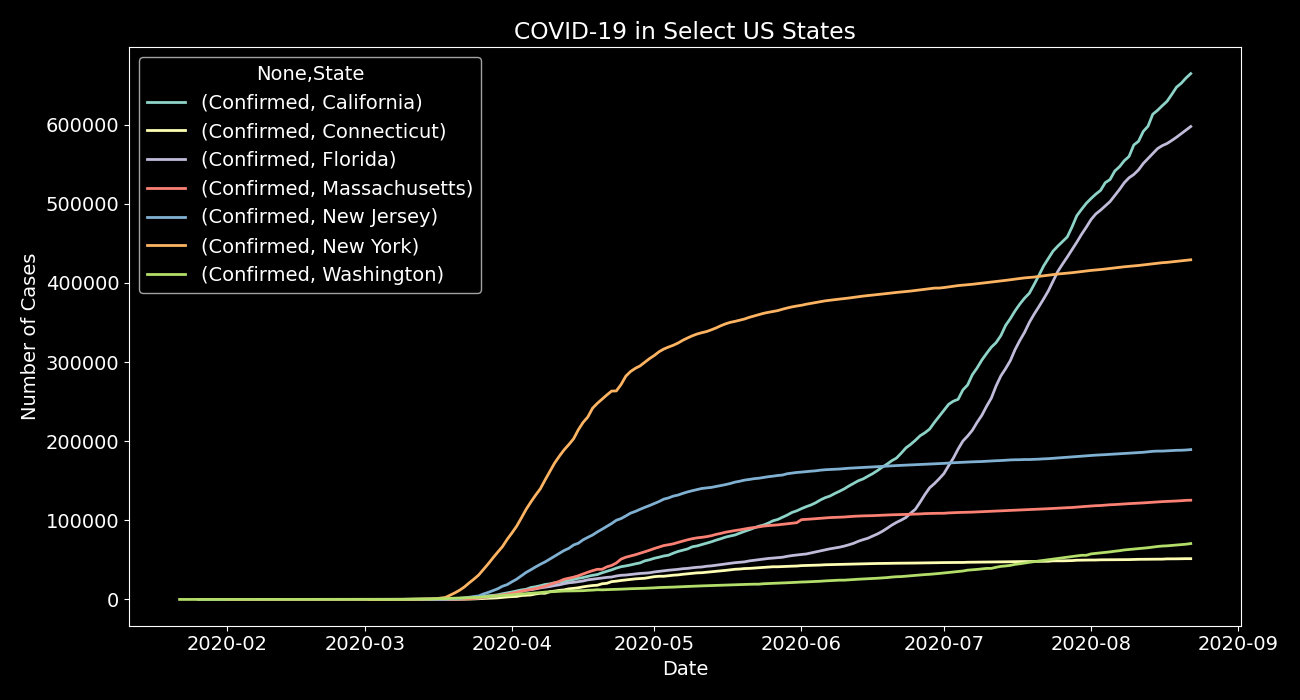 COVID-19 in Select US States
None,State
(Confirmed, California)
(Confirmed, Connecticut)
(Confirmed, Florida)
(Confirmed, Massachusetts)
(Confirmed, New Jersey)
(Confirmed, New York)
(Confirmed, Washington)
Number of Cases
600000
500000
400000
300000
200000
100000
0
2020-02 2020-03 2020-04 2020-05 2020-06 2020-07 2020-08 2020-09
Date